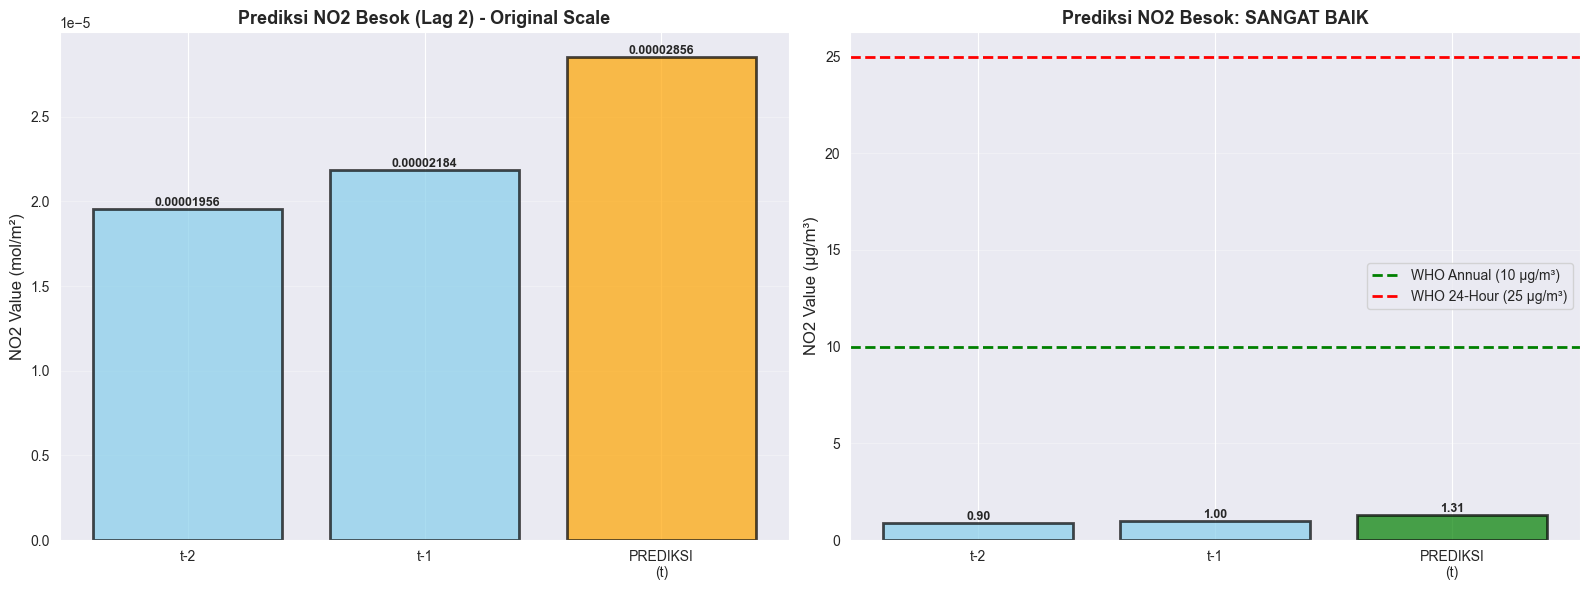 Prediksi NO2 Besok (Lag 2) - Original Scale
1e−5
NO2 Value (mol/m²)
2.5
2.0
1.5
1.0
0.5
0.0
0.00001956
0.00002184
0.00002856
t-2
t-1
PREDIKSI
(t)
Prediksi NO2 Besok: SANGAT BAIK
NO2 Value (μg/m³)
25
20
15
10
5
0
WHO Annual (10 μg/m³)
WHO 24-Hour (25 μg/m³)
0.90
1.00
1.31
t-2
t-1
PREDIKSI
(t)